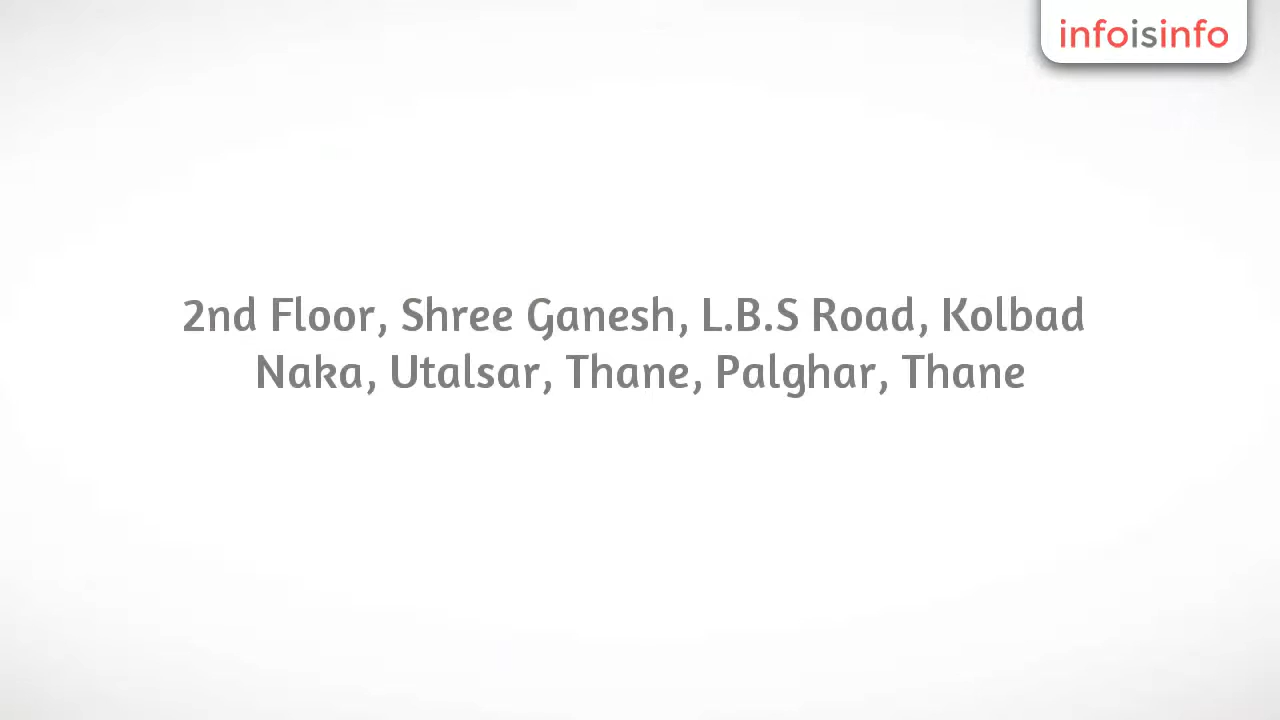 infoisinfo
2nd Floor, Shree Ganesh, L.B.S Road, Kolbad
Naka, Utalsar, Thane, Palghar, Thane